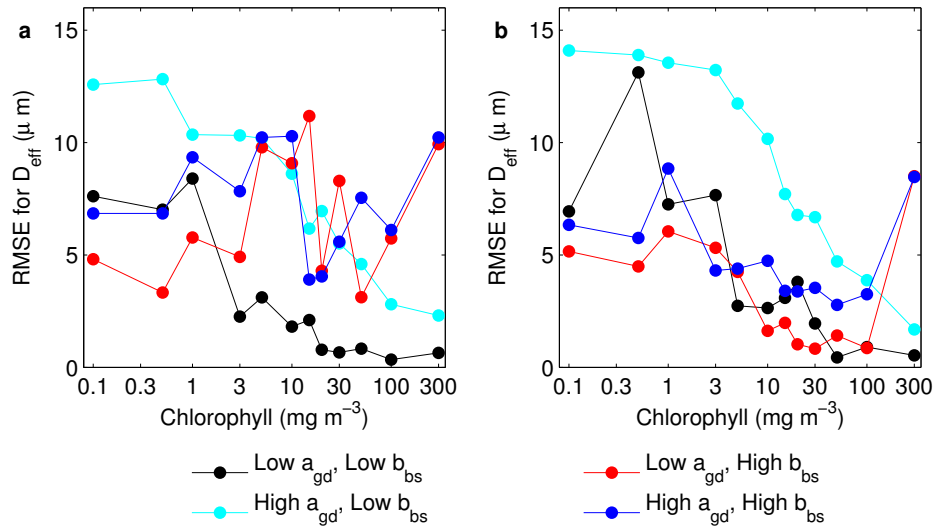 a
15
10
5
0
RMSE for D_eff (μ m)
0.1 0.3 1 3 10 30 100 300
Chlorophyll (mg m⁻³)
b
15
10
5
0
RMSE for D_eff (μ m)
0.1 0.3 1 3 10 30 100 300
Chlorophyll (mg m⁻³)
Low a_gd, Low b_bs
High a_gd, Low b_bs
Low a_gd, High b_bs
High a_gd, High b_bs